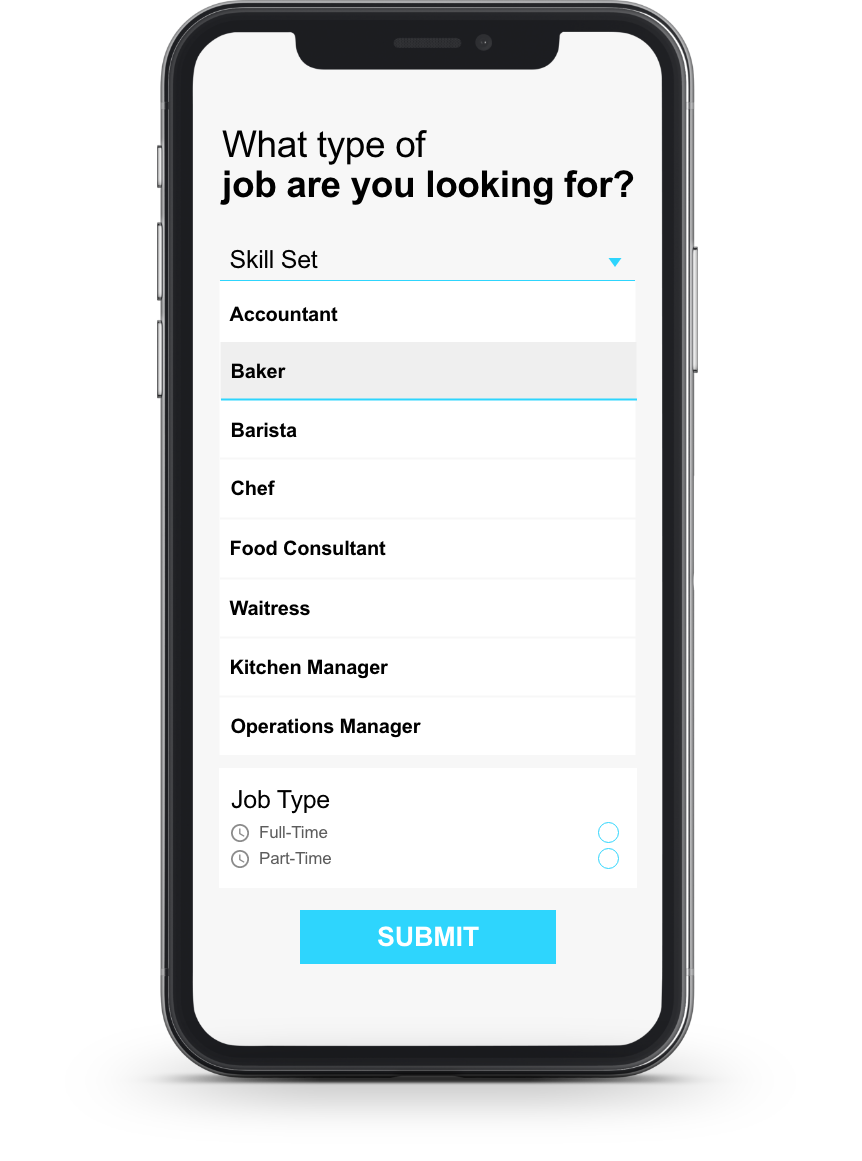 What type of
job are you looking for?
Skill Set
Accountant
Baker
Barista
Chef
Food Consultant
Waitress
Kitchen Manager
Operations Manager
Job Type
Full-Time
Part-Time
SUBMIT